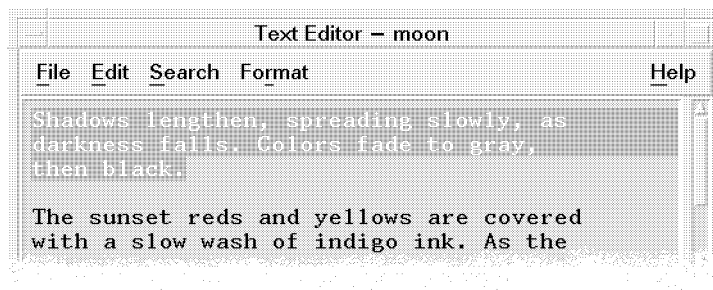 Text Editor – moon
File Edit Search Format Help
Shadows lengthen, spreading slowly, as
darkness falls. Colors fade to gray,
then black.
The sunset reds and yellows are covered
with a slow wash of indigo ink. As the